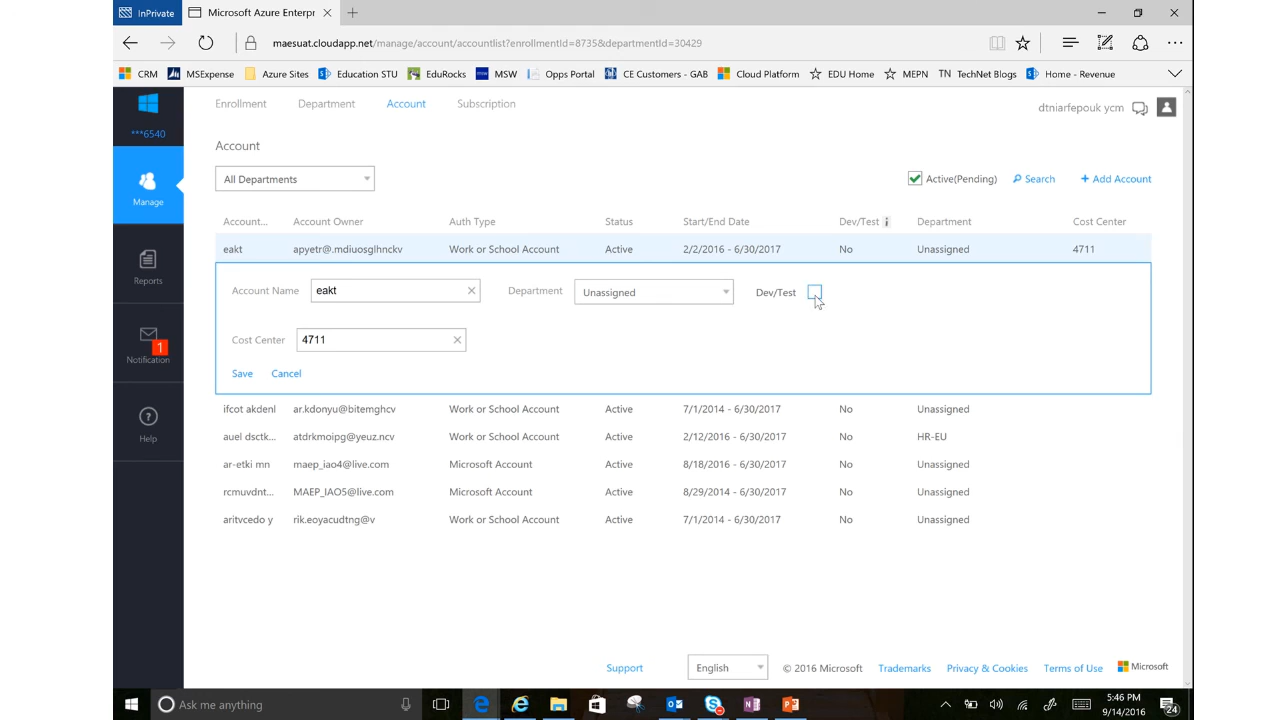 InPrivate Microsoft Azure Enterpr
maesuat.cloudapp.net/manage/account/accountlist?enrollmentId=8735&departmentId=30429
CRM MSExpense Azure Sites Education STU EduRocks MSW Opps Portal CE Customers - GAB Cloud Platform EDU Home MEPN TN TechNet Blogs Home - Revenue
Enrollment Department Account Subscription
dtniarfepouk ycm
***6540
Account
All Departments
Active(Pending) Search + Add Account
Manage
Account... Account Owner Auth Type Status Start/End Date Dev/Test i Department Cost Center
eakt apyetr@.mdiuosglhnckv Work or School Account Active 2/2/2016 - 6/30/2017 No Unassigned 4711
Reports
Account Name eakt Department Unassigned Dev/Test
Cost Center 4711
1
Notification
Save Cancel
ifcot akdenl ar.kdonyu@bitemghcv Work or School Account Active 7/1/2014 - 6/30/2017 No Unassigned
Help
auel dsctk... atdrkmoipg@yeuz.ncv Work or School Account Active 2/12/2016 - 6/30/2017 No HR-EU
ar-etki mn maep_iao4@live.com Microsoft Account Active 8/18/2016 - 6/30/2017 No Unassigned
rcmuvdnt... MAEP_IAO5@live.com Microsoft Account Active 8/29/2014 - 6/30/2017 No Unassigned
aritvcedo y rik.eoyacudtng@v Work or School Account Active 7/1/2014 - 6/30/2017 No Unassigned
Support English © 2016 Microsoft Trademarks Privacy & Cookies Terms of Use Microsoft
Ask me anything
5:46 PM
9/14/2016
24